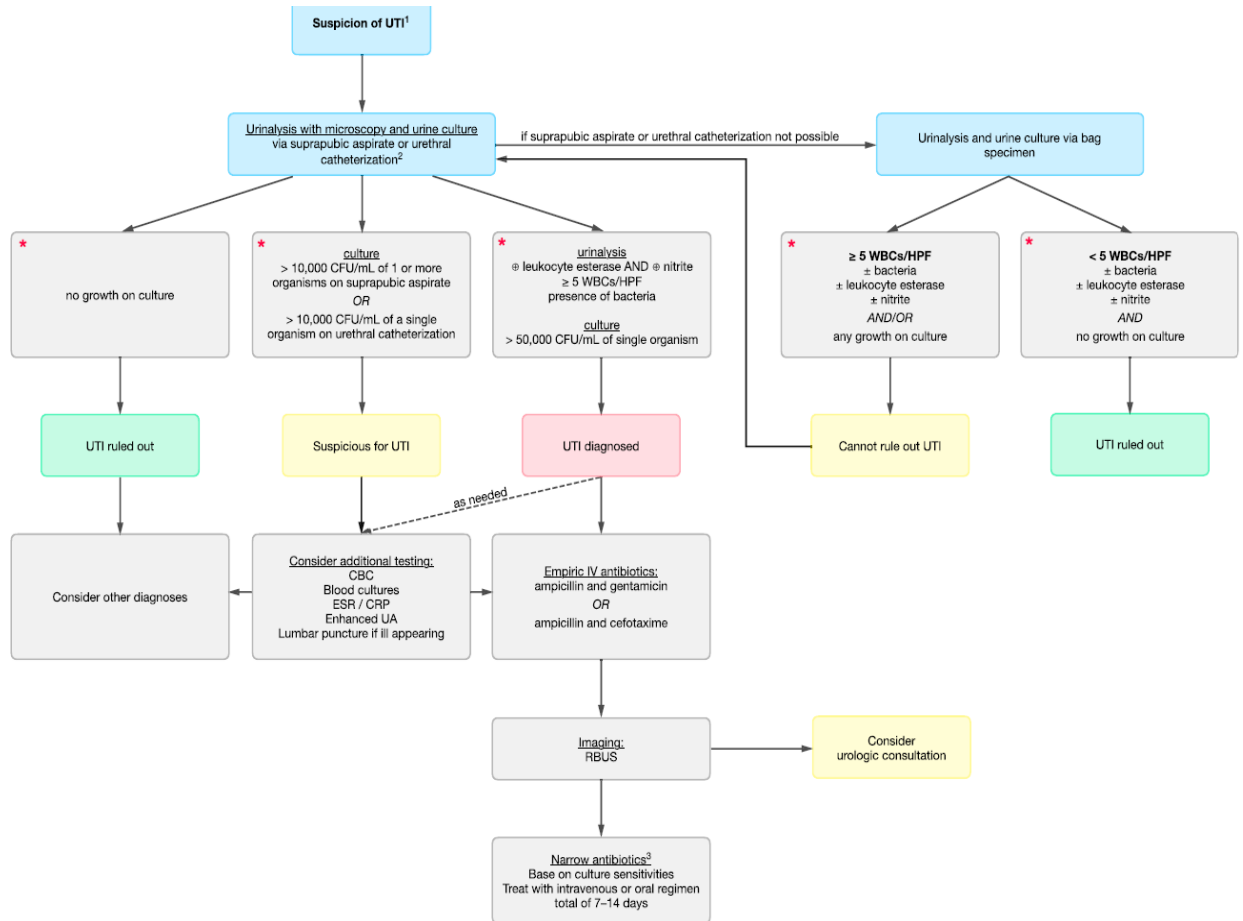 Suspicion of UTI¹
Urinalysis with microscopy and urine culture
via suprapubic aspirate or urethral
catheterization²
if suprapubic aspirate or urethral catheterization not possible
Urinalysis and urine culture via bag
specimen
*
no growth on culture
*
culture
> 10,000 CFU/mL of 1 or more
organisms on suprapubic aspirate
OR
> 10,000 CFU/mL of a single
organism on urethral catheterization
*
urinalysis
⊕ leukocyte esterase AND ⊕ nitrite
≥ 5 WBCs/HPF
presence of bacteria
culture
> 50,000 CFU/mL of single organism
*
≥ 5 WBCs/HPF
± bacteria
± leukocyte esterase
± nitrite
AND/OR
any growth on culture
*
< 5 WBCs/HPF
± bacteria
± leukocyte esterase
± nitrite
AND
no growth on culture
UTI ruled out
Suspicious for UTI
UTI diagnosed
Cannot rule out UTI
UTI ruled out
as needed
Consider other diagnoses
Consider additional testing:
CBC
Blood cultures
ESR / CRP
Enhanced UA
Lumbar puncture if ill appearing
Empiric IV antibiotics:
ampicillin and gentamicin
OR
ampicillin and cefotaxime
Imaging:
RBUS
Consider
urologic consultation
Narrow antibiotics³
Base on culture sensitivities
Treat with intravenous or oral regimen
total of 7–14 days